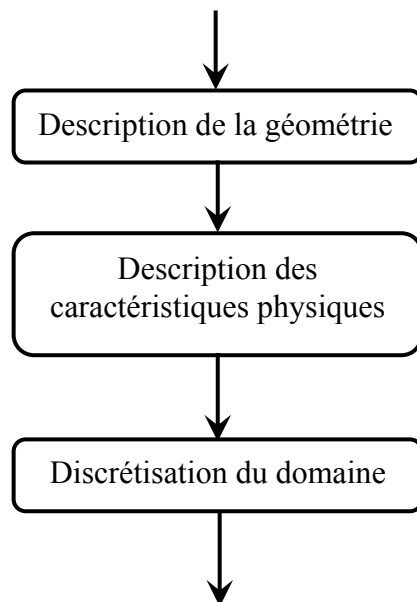 Description de la géométrie
Description des
caractéristiques physiques
Discrétisation du domaine